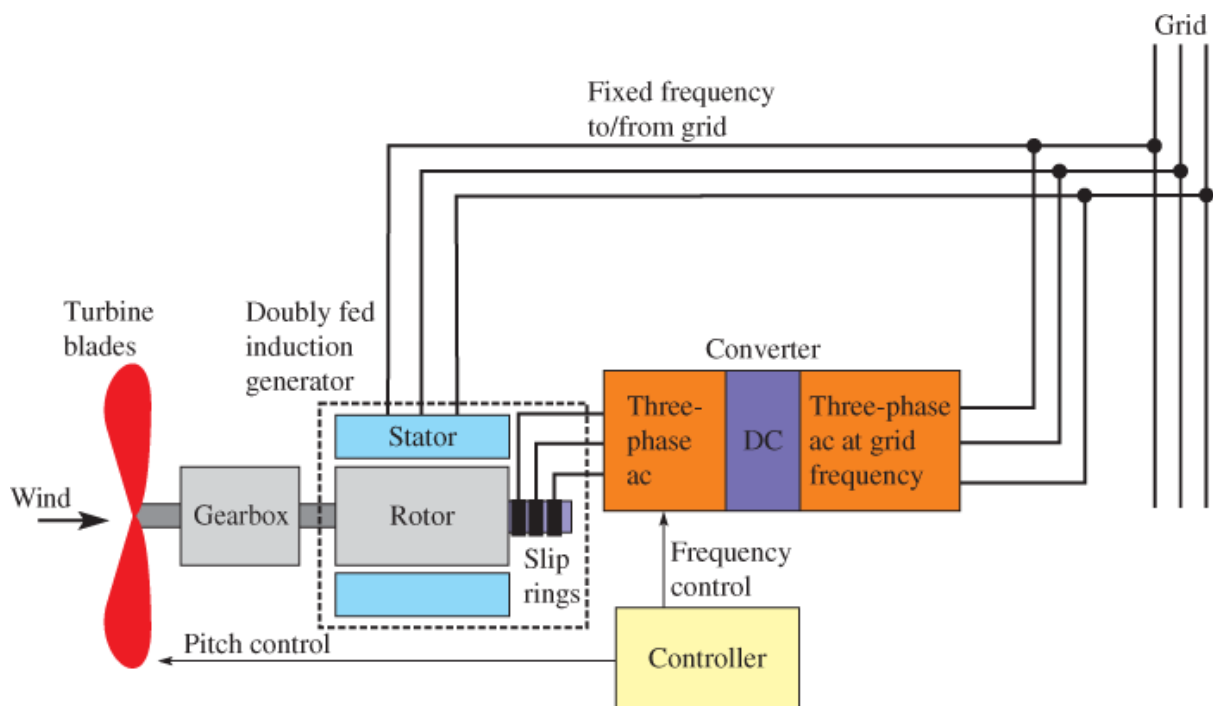 Grid
Fixed frequency
to/from grid
Turbine
blades
Doubly fed
induction
generator
Converter
Stator
Three-
phase
ac
DC
Three-phase
ac at grid
frequency
Wind
Gearbox
Rotor
Slip
rings
Frequency
control
Pitch control
Controller